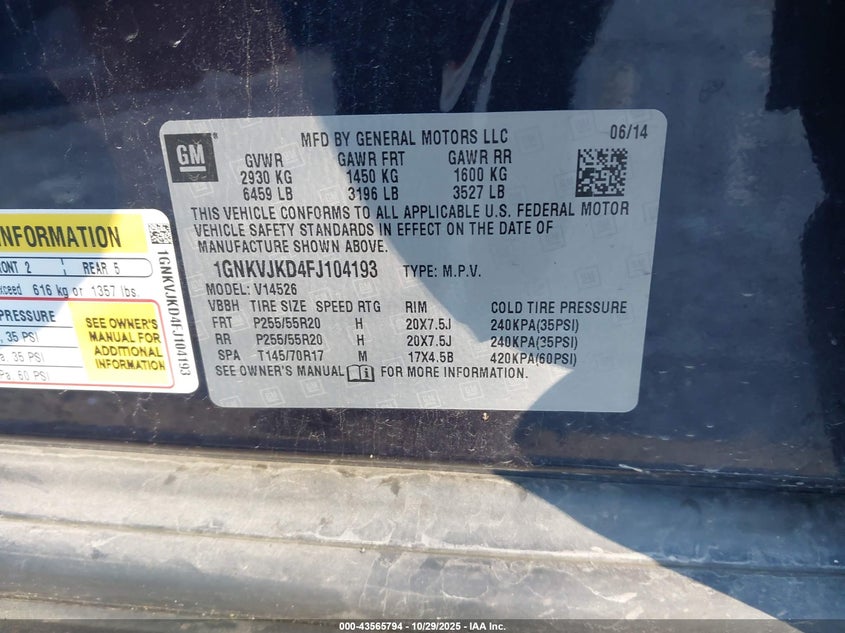 GM
MFD BY GENERAL MOTORS LLC 06/14
GVWR GAWR FRT GAWR RR
2930 KG 1450 KG 1600 KG
6459 LB 3196 LB 3527 LB
THIS VEHICLE CONFORMS TO ALL APPLICABLE U.S. FEDERAL MOTOR
VEHICLE SAFETY STANDARDS IN EFFECT ON THE DATE OF
MANUFACTURE SHOWN ABOVE.
1GNKVJKD4FJ104193 TYPE: M.P.V.
MODEL: V14526
VBBH TIRE SIZE SPEED RTG RIM COLD TIRE PRESSURE
FRT P255/55R20 H 20X7.5J 240KPA(35PSI)
RR P255/55R20 H 20X7.5J 240KPA(35PSI)
SPA T145/70R17 M 17X4.5B 420KPA(60PSI)
SEE OWNER'S MANUAL FOR MORE INFORMATION.
INFORMATION
ONT 2 REAR 5
xceed 616 kg or 1357 lbs.
PRESSURE
, 35 PSI
a, 35 PSI
Pa, 60 PSI
SEE OWNER'S
MANUAL FOR
ADDITIONAL
INFORMATION
1GNKVJKD4FJ104193
000-43565794 - 10/29/2025 - IAA Inc.